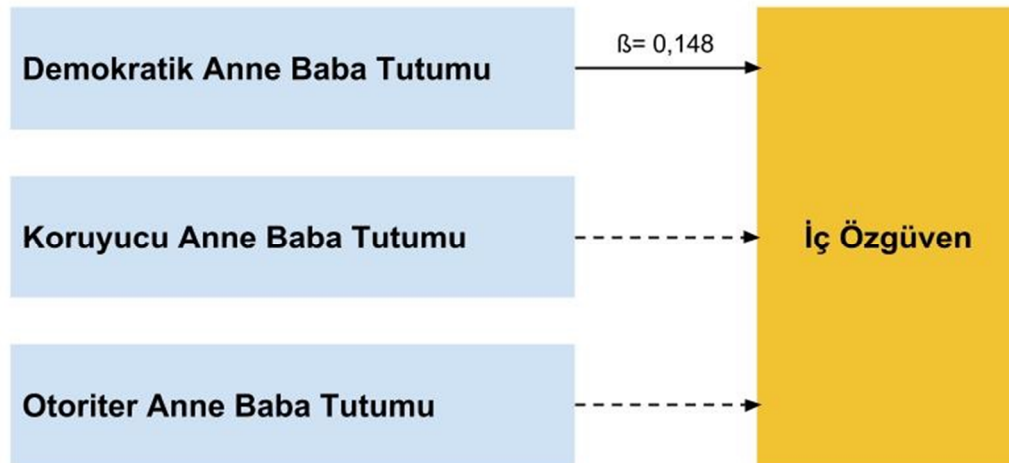 ß= 0,148
Demokratik Anne Baba Tutumu
Koruyucu Anne Baba Tutumu
İç Özgüven
Otoriter Anne Baba Tutumu